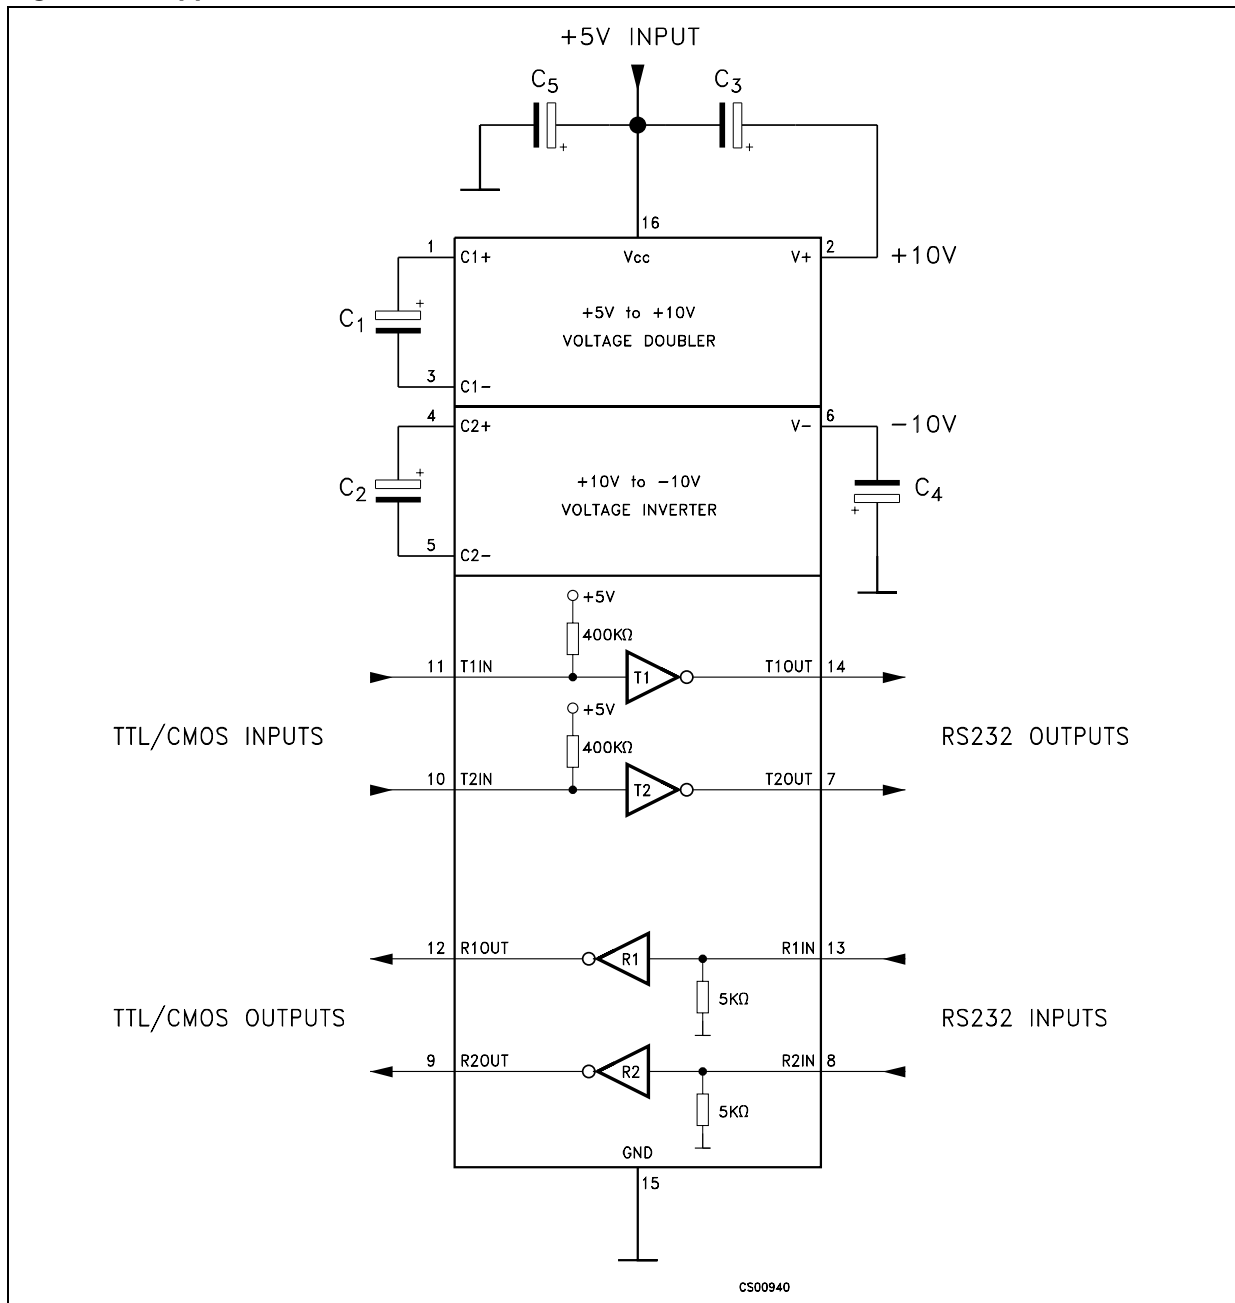 +5V INPUT
C5
C3
+
+
16
1
C1+
Vcc
V+
2
+10V
+
C1
+5V to +10V
VOLTAGE DOUBLER
3
C1-
4
C2+
V-
6
-10V
+
C2
+10V to -10V
VOLTAGE INVERTER
C4
+
5
C2-
+5V
400KΩ
11
T1IN
T1
T1OUT
14
+5V
TTL/CMOS INPUTS
RS232 OUTPUTS
400KΩ
10
T2IN
T2
T2OUT
7
12
R1OUT
R1
R1IN
13
5KΩ
TTL/CMOS OUTPUTS
RS232 INPUTS
9
R2OUT
R2
R2IN
8
5KΩ
GND
15
CS00940